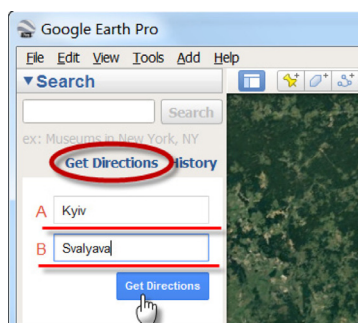 Google Earth Pro
File Edit View Tools Add Help
Search
Search
ex: Museums in New York, NY
Get Directions History
A Kyiv
B Svalyava
Get Directions